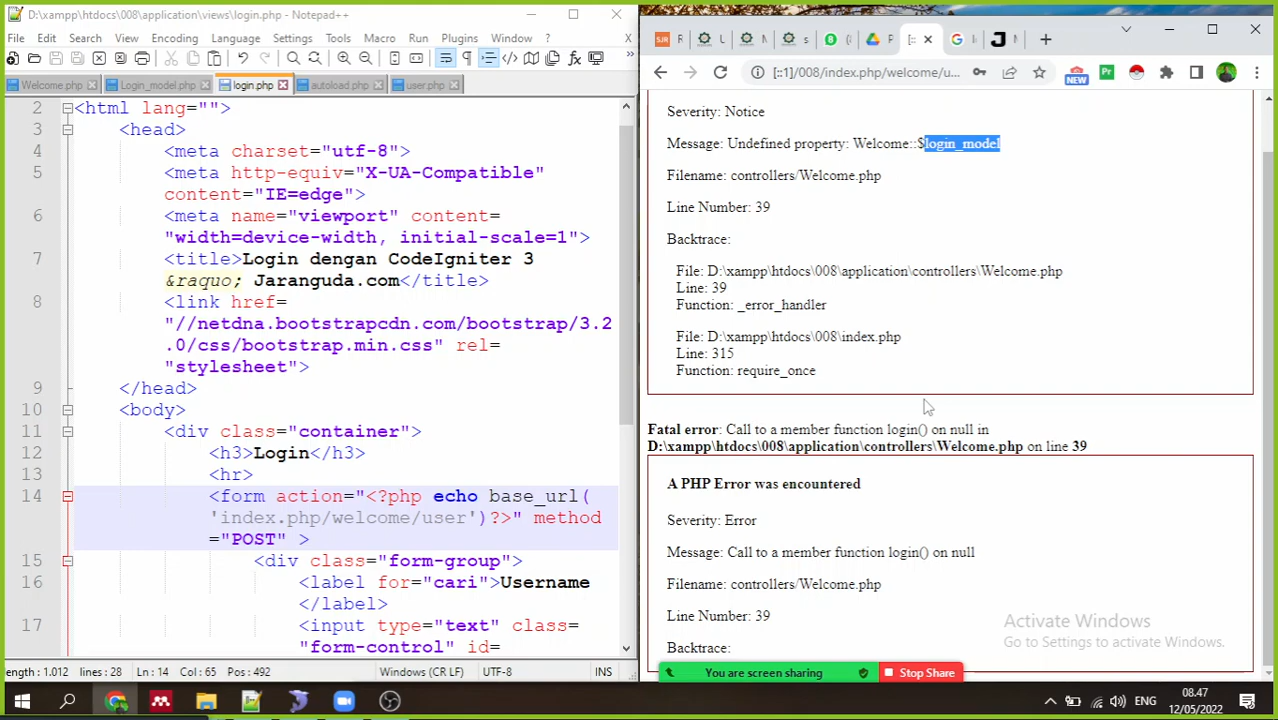 D:\xampp\htdocs\008\application\views\login.php - Notepad++
File Edit Search View Encoding Language Settings Tools Macro Run Plugins Window X
Welcome.php Login_model.php login.php autoload.php user.php
2 <html lang="">
3 <head>
4 <meta charset="utf-8">
5 <meta http-equiv="X-UA-Compatible"
content="IE=edge">
6 <meta name="viewport" content=
"width=device-width, initial-scale=1">
7 <title>Login dengan CodeIgniter 3
&raquo; Jaranguda.com</title>
8 <link href=
"//netdna.bootstrapcdn.com/bootstrap/3.2
.0/css/bootstrap.min.css" rel=
"stylesheet">
9 </head>
10 <body>
11 <div class="container">
12 <h3>Login</h3>
13 <hr>
14 <form action="<?php echo base_url(
'index.php/welcome/user')?>" method
="POST" >
15 <div class="form-group">
16 <label for="cari">Username
</label>
17 <input type="text" class=
"form-control" id=
ength : 1.012 lines : 28 Ln : 14 Col : 65 Pos : 492 Windows (CR LF) UTF-8 INS
[::1]/008/index.php/welcome/u...
NEW
Severity: Notice
Message: Undefined property: Welcome::$login_model
Filename: controllers/Welcome.php
Line Number: 39
Backtrace:
File: D:\xampp\htdocs\008\application\controllers\Welcome.php
Line: 39
Function: _error_handler
File: D:\xampp\htdocs\008\index.php
Line: 315
Function: require_once
Fatal error: Call to a member function login() on null in
D:\xampp\htdocs\008\application\controllers\Welcome.php on line 39
A PHP Error was encountered
Severity: Error
Message: Call to a member function login() on null
Filename: controllers/Welcome.php
Line Number: 39
Backtrace:
Activate Windows
Go to Settings to activate Windows.
You are screen sharing Stop Share
ENG
08.47
12/05/2022